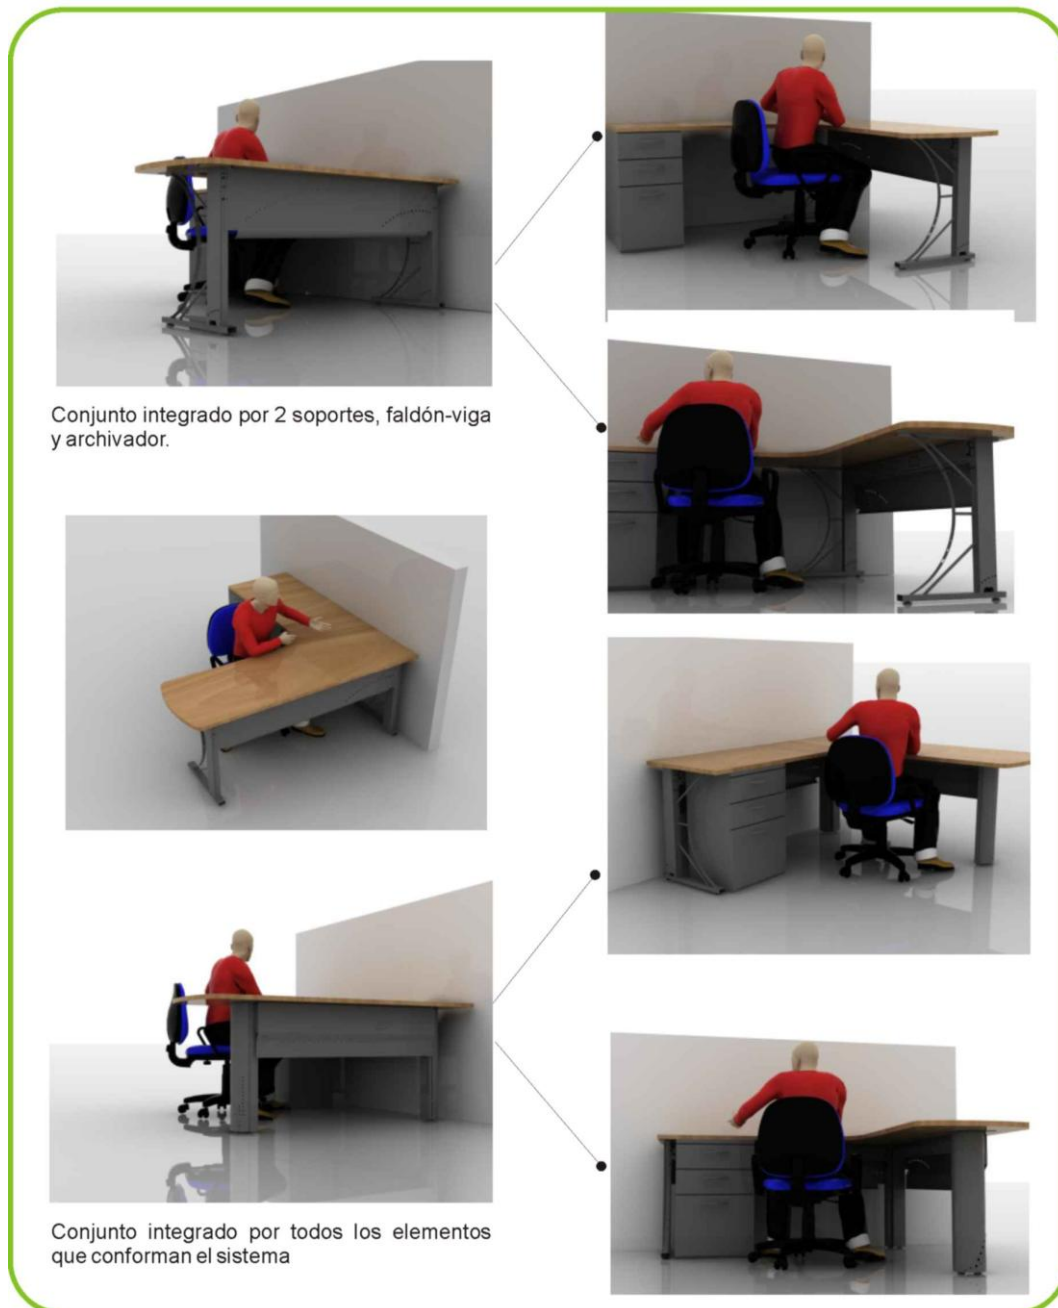 Conjunto integrado por 2 soportes, faldón-viga
y archivador.
Conjunto integrado por todos los elementos
que conforman el sistema